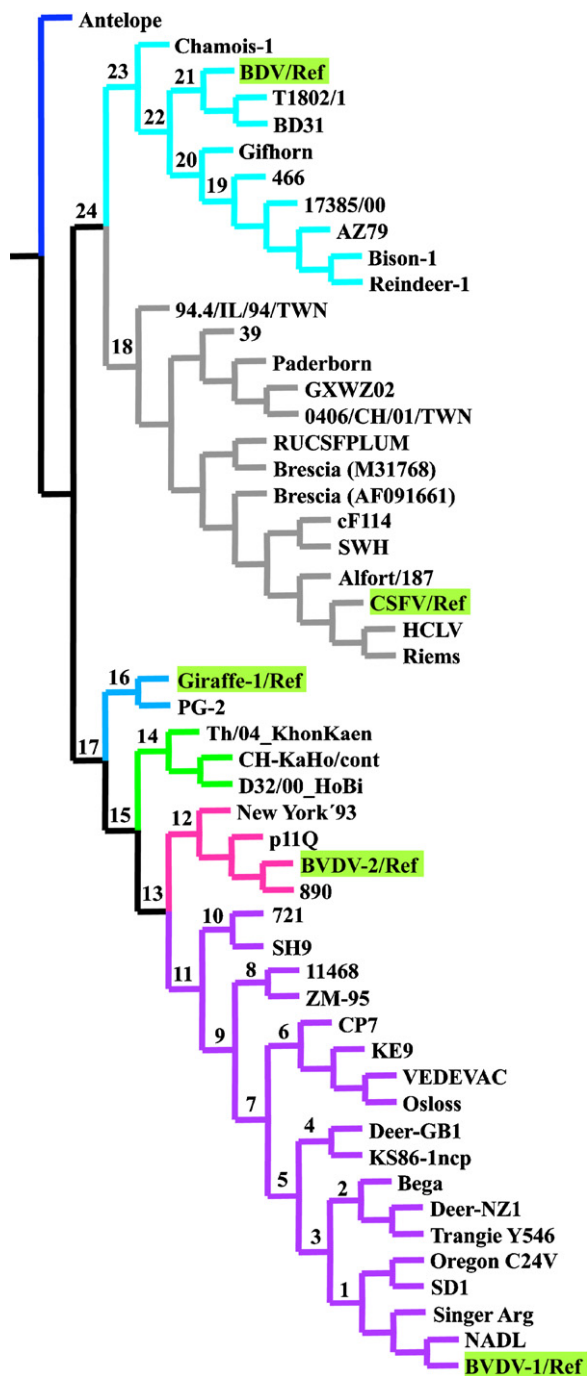 Antelope
Chamois-1
23
21
BDV/Ref
T1802/1
22
BD31
20
Gifhorn
19
466
17385/00
24
AZ79
Bison-1
Reindeer-1
94.4/IL/94/TWN
39
18
Paderborn
GXWZ02
0406/CH/01/TWN
RUCSFPLUM
Brescia (M31768)
Brescia (AF091661)
cF114
SWH
Alfort/187
CSFV/Ref
HCLV
Riems
16
Giraffe-1/Ref
PG-2
17
14
Th/04_KhonKaen
CH-KaHo/cont
D32/00_HoBi
15
12
New York´93
p11Q
BVDV-2/Ref
13
890
10
721
SH9
11
8
11468
ZM-95
9
6
CP7
KE9
VEDEVAC
7
Osloss
4
Deer-GB1
KS86-1ncp
5
2
Bega
Deer-NZ1
3
Trangie Y546
Oregon C24V
1
SD1
Singer Arg
NADL
BVDV-1/Ref